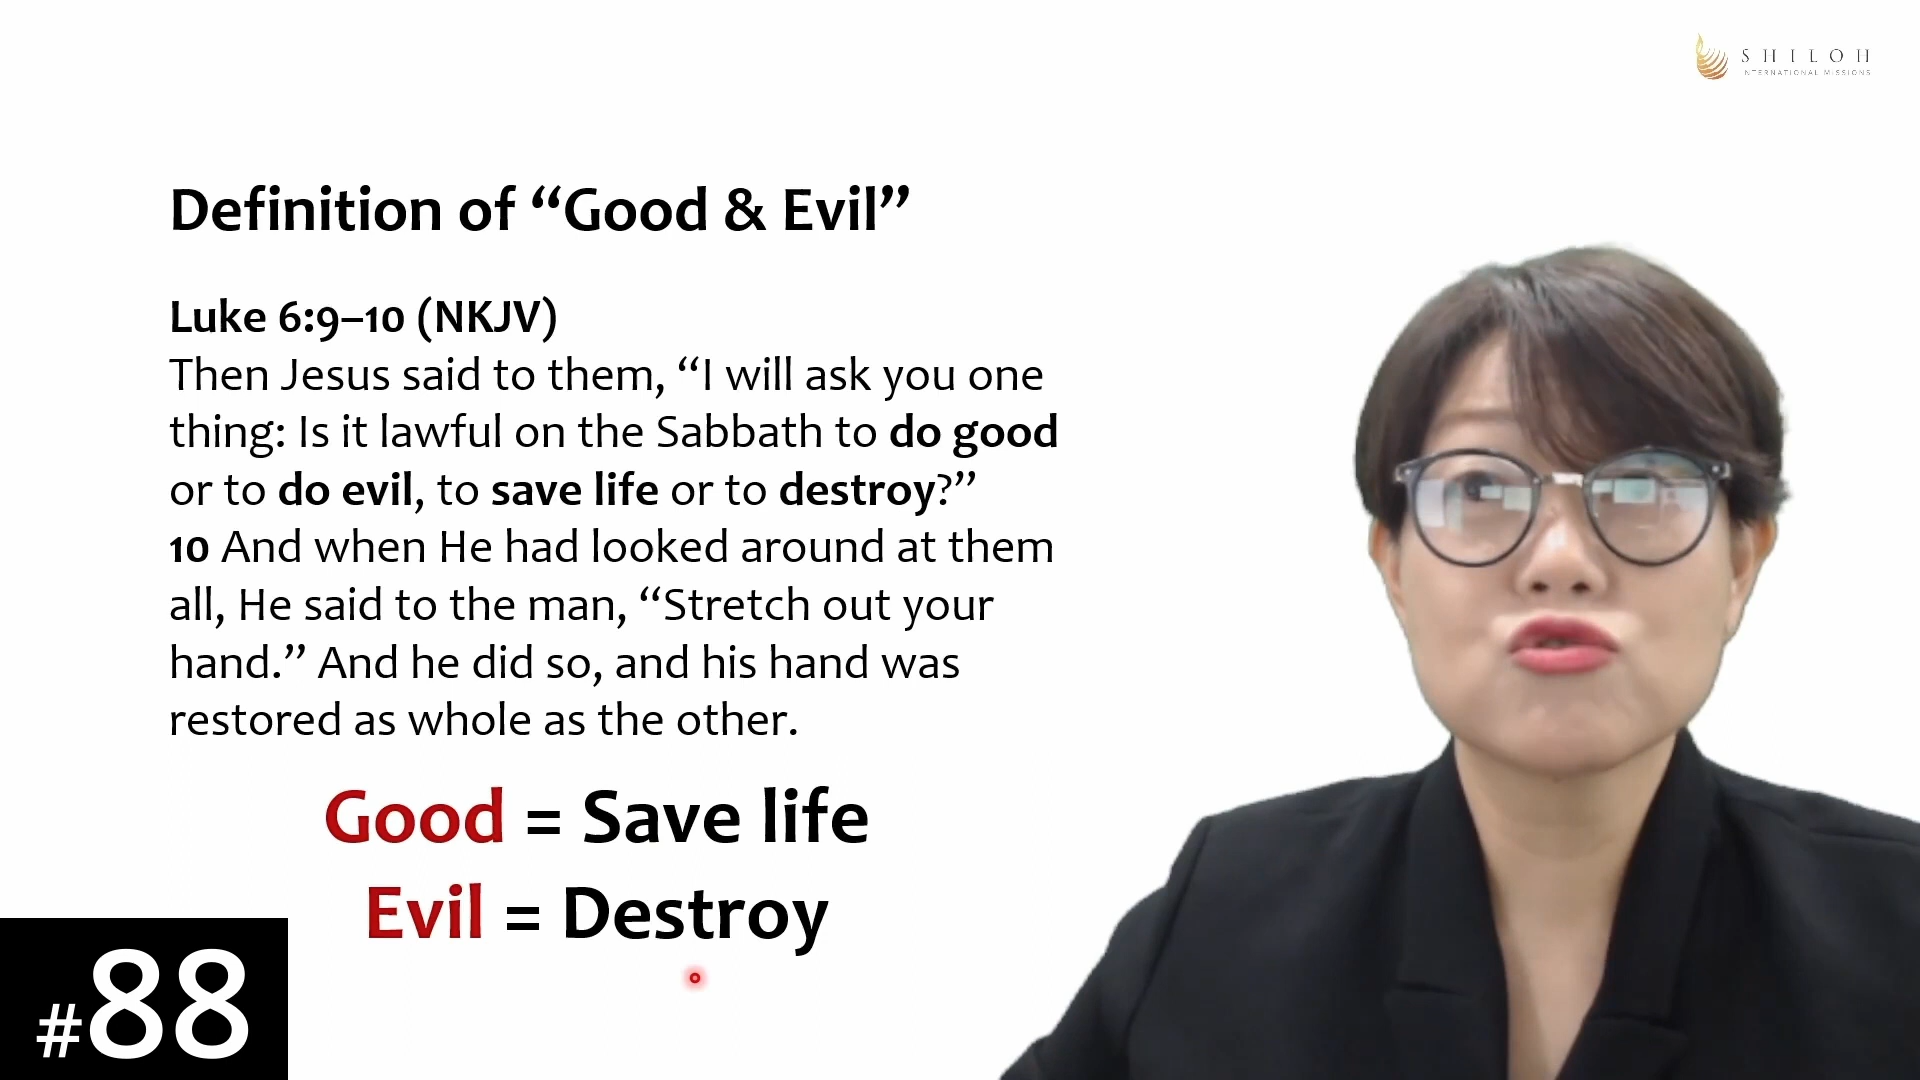 SHILOH
INTERNATIONAL MISSIONS
Definition of “Good & Evil”
Luke 6:9–10 (NKJV)
Then Jesus said to them, “I will ask you one
thing: Is it lawful on the Sabbath to do good
or to do evil, to save life or to destroy?”
10 And when He had looked around at them
all, He said to the man, “Stretch out your
hand.” And he did so, and his hand was
restored as whole as the other.
Good = Save life
Evil = Destroy
#88